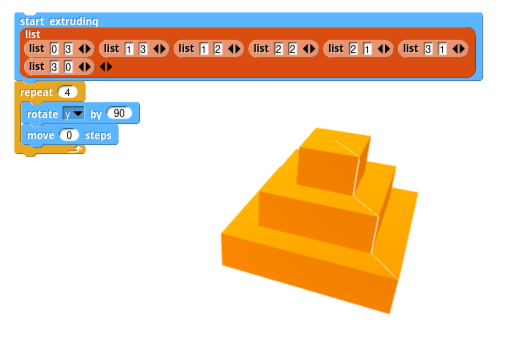 start extruding
list
list 0 3 list 1 3 list 1 2 list 2 2 list 2 1 list 3 1
list 3 0
repeat 4
rotate y by 90
move 0 steps